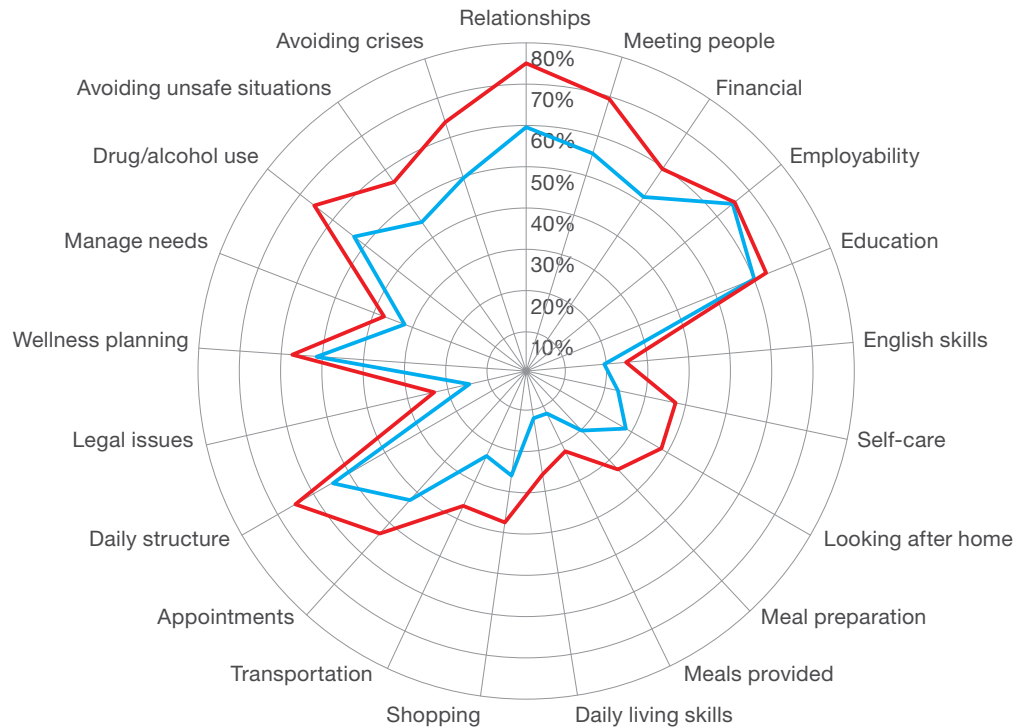 Relationships
Avoiding crises
Meeting people
80%
Avoiding unsafe situations
70%
Financial
60%
Drug/alcohol use
Employability
50%
40%
Manage needs
Education
30%
20%
Wellness planning
10%
English skills
Legal issues
Self-care
Daily structure
Looking after home
Appointments
Meal preparation
Transportation
Meals provided
Shopping
Daily living skills